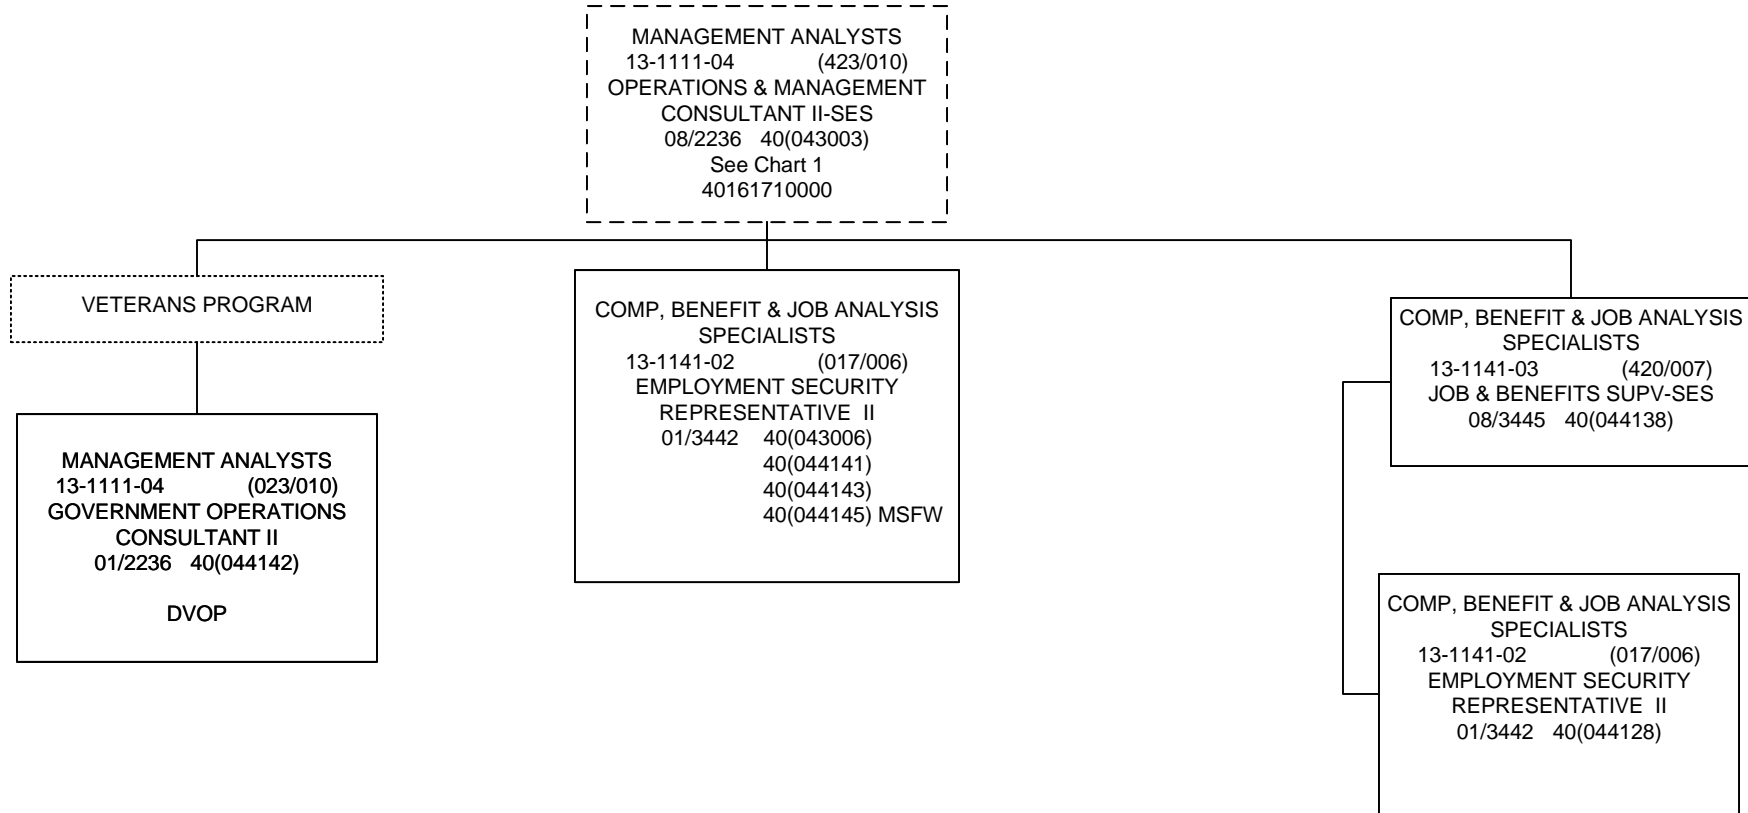 MANAGEMENT ANALYSTS
13-1111-04 (423/010)
OPERATIONS & MANAGEMENT
CONSULTANT II-SES
08/2236 40(043003)
See Chart 1
40161710000
VETERANS PROGRAM
MANAGEMENT ANALYSTS
13-1111-04 (023/010)
GOVERNMENT OPERATIONS
CONSULTANT II
01/2236 40(044142)
DVOP
COMP, BENEFIT & JOB ANALYSIS
SPECIALISTS
13-1141-02 (017/006)
EMPLOYMENT SECURITY
REPRESENTATIVE II
01/3442 40(043006)
40(044141)
40(044143)
40(044145) MSFW
COMP, BENEFIT & JOB ANALYSIS
SPECIALISTS
13-1141-03 (420/007)
JOB & BENEFITS SUPV-SES
08/3445 40(044138)
COMP, BENEFIT & JOB ANALYSIS
SPECIALISTS
13-1141-02 (017/006)
EMPLOYMENT SECURITY
REPRESENTATIVE II
01/3442 40(044128)